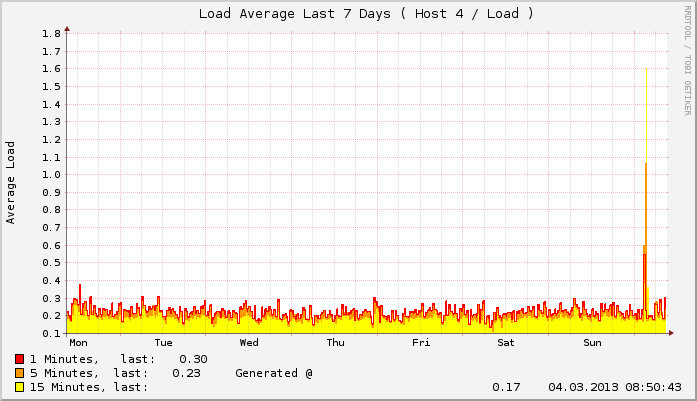 Load Average Last 7 Days ( Host 4 / Load )
RRDTOOL / TOBI OETIKER
Average Load
1.8
1.7
1.6
1.5
1.4
1.3
1.2
1.1
1.0
0.9
0.8
0.7
0.6
0.5
0.4
0.3
0.2
0.1
Mon Tue Wed Thu Fri Sat Sun
1 Minutes, last: 0.30
5 Minutes, last: 0.23 Generated @
15 Minutes, last: 0.17 04.03.2013 08:50:43